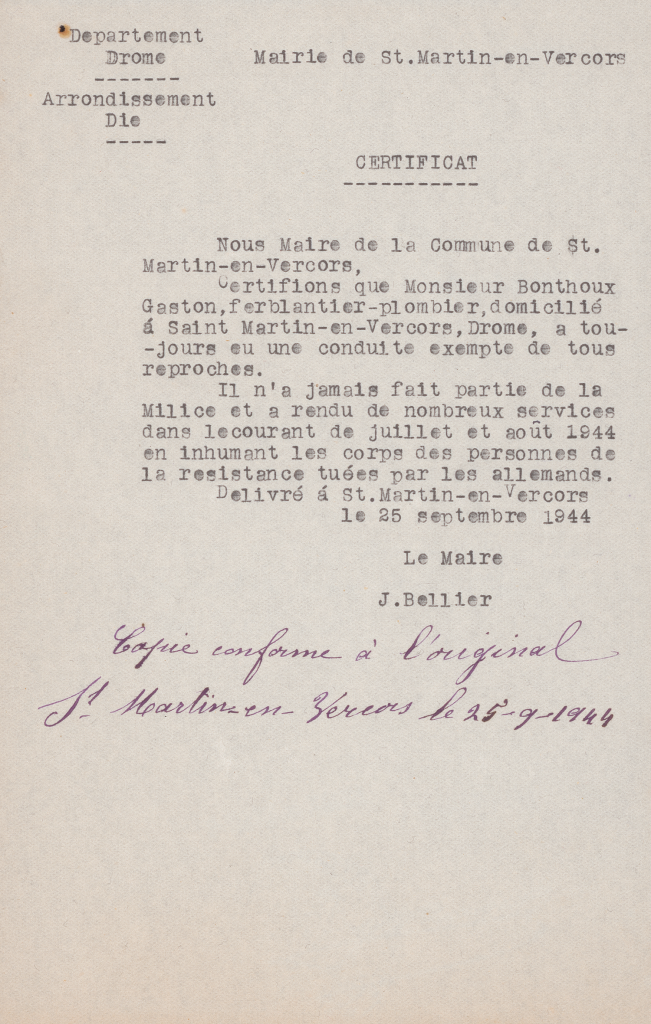 Departement
Drome
Mairie de St.Martin-en-Vercors
-------
Arrondissement
Die
-----
CERTIFICAT
-----------
Nous Maire de la Commune de St.
Martin-en-Vercors,
Certifions que Monsieur Bonthoux
Gaston,ferblantier-plombier,domicilié
á Saint Martin-en-Vercors,Drome, a tou-
-jours eu une conduite exempte de tous
reproches.
Il n'a jamais fait partie de la
Milice et a rendu de nombreux services
dans lecourant de juillet et août 1944
en inhumant les corps des personnes de
la resistance tuées par les allemands.
Delivré á St.Martin-en-Vercors
le 25 septembre 1944
Le Maire
J.Bellier
Copie conforme à l'original
St Martin-en-Vercors le 25-9-1944